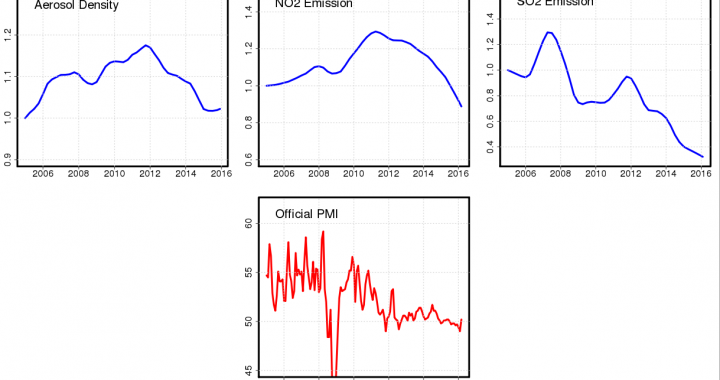 Aerosol Density
NO2 Emission
SO2 Emission
0.9 1.0 1.1 1.2
2006 2008 2010 2012 2014 2016
0.6 0.8 1.0 1.2 1.4
2006 2008 2010 2012 2014 2016
0.4 0.6 0.8 1.0 1.2 1.4
2006 2008 2010 2012 2014 2016
Official PMI
45 50 55 60